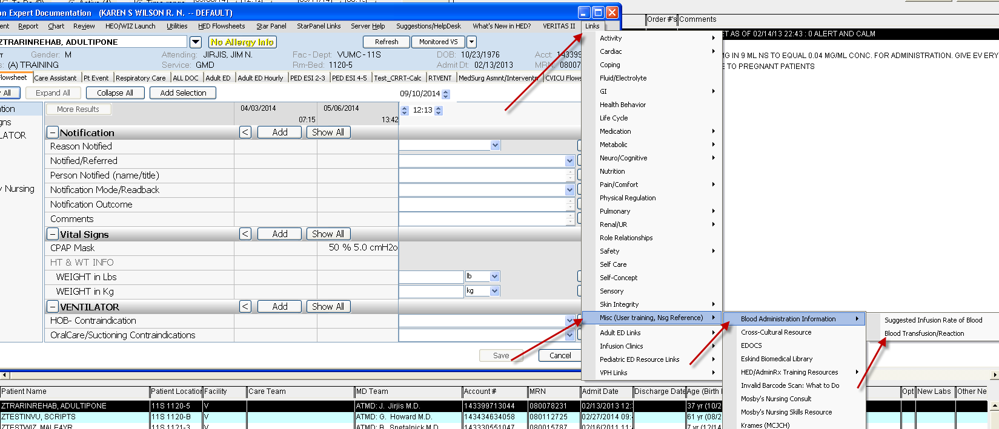 on Expert Documentation   (KAREN S WILSON R. N. -- DEFAULT)
ent Report Chart Review HEO/WIZ Launch Utilities HED Flowsheets Star Panel StarPanel Links Server Help Suggestions/HelpDesk What's New in HED? VERITAS II Links
Order #'s Comments
ZTRARINREHAB, ADULTIPONE No Allergy Info Refresh Monitored VS
ET AS OF 02/14/13 22:43 : 0 ALERT AND CALM
yr Gender: M Attending: JIRJIS, JIM N. Fac-Dept: VUMC-11S DOB: 10/23/1976 Acct: 143399
G IN 9 ML NS TO EQUAL 0.04 MG/ML CONC. FOR ADMINISTRATION. GIVE EV ERY
s: (A) TRAINING Service: GMD Rm-Bed: 1120-5 Admit Dt: 02/13/2013 MRN: 0800
E TO PREGNANT PATIENTS
lowsheet Care Assistant Pt Event Respiratory Care ALL DOC Adult ED Adult ED Hourly PED ESI 2-3 PED ESI 4-5 Test_CRRT-Calc RTVENT MedSurg Asmnt/Interventn CVICU Flows
All Expand All Collapse All Add Selection 09/10/2014
tion
gns
LATOR
y Nursing
More Results 04/03/2014 05/06/2014 12:13
07:15 13:42
Notification < Add Show All
Reason Notified
Notified/Referred
Person Notified (name/title)
Notification Mode/Readback
Notification Outcome
Comments
Vital Signs < Add Show All
CPAP Mask 50 % 5.0 cmH2o
HT & WT INFO
WEIGHT in Lbs lb
WEIGHT in Kg kg
VENTILATOR < Add Show All
HOB- Contraindication
OralCare/Suctioning Contraindications
Save Cancel
Activity
Cardiac
Coping
Fluid/Electrolyte
GI
Health Behavior
Life Cycle
Medication
Metabolic
Neuro/Cognitive
Nutrition
Pain/Comfort
Physical Regulation
Pulmonary
Renal/UR
Role Relationships
Safety
Self Care
Self-Concept
Sensory
Skin Integrity
Misc (User training, Nsg Reference)
Adult ED Links
Infusion Clinics
Pediatric ED Resource Links
VPH Links
Blood Administration Information
Cross-Cultural Resource
EDOCS
Eskind Biomedical Library
HED/AdminRx Training Resources
Invalid Barcode Scan: What to Do
Mosby's Nursing Consult
Mosby's Nursing Skills Resource
Krames (MCJCH)
Suggested Infusion Rate of Blood
Blood Transfusion/Reaction
Patient Name Patient Location Facility Care Team MD Team Account # MRN Admit Date Discharge Date Age (Birth Opt New Labs Other Ne
ZTRARINREHAB, ADULTIPONE 11S 1120-5 V ATMD: J. Jirjis M.D. 143399713044 080078231 02/13/2013 12: 37 yr (10/2
ZTESTINVU, SCRIPTS 11S 1120-B V ATMD: G. Howard M.D. 143434634058 080112725 02/27/2014 09: 61 yr (08/2
ZTESTWIZ, MALE4YR 11S 1121-3 V ATMD: B. Spetalnick M.D. 143330551047 080015787 02/16/2011 11: 7 yr (12/14